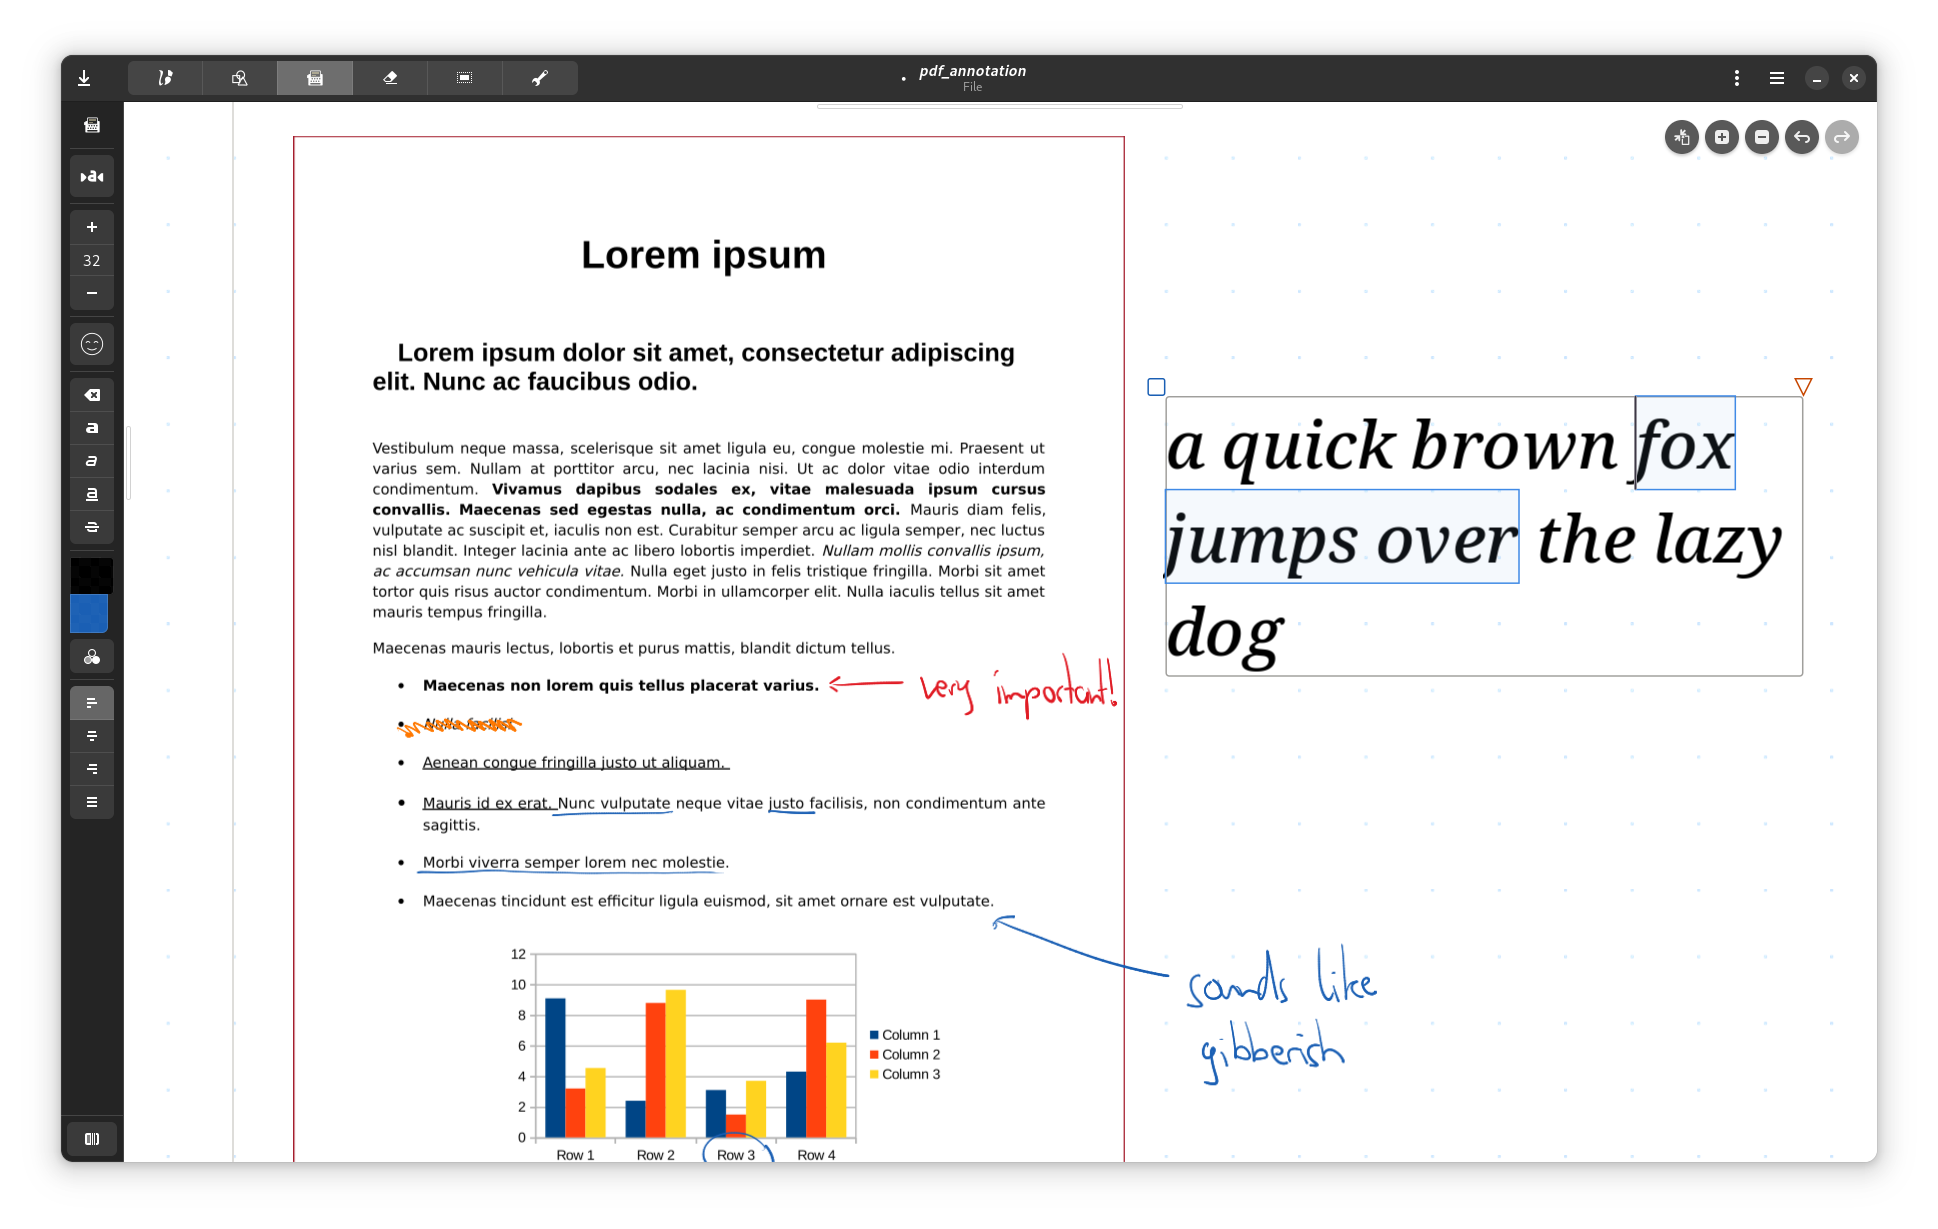 pdf_annotation
File
32
a
a
a
a
Lorem ipsum
Lorem ipsum dolor sit amet, consectetur adipiscing
elit. Nunc ac faucibus odio.
Vestibulum neque massa, scelerisque sit amet ligula eu, congue molestie mi. Praesent ut
varius sem. Nullam at porttitor arcu, nec lacinia nisi. Ut ac dolor vitae odio interdum
condimentum. Vivamus dapibus sodales ex, vitae malesuada ipsum cursus
convallis. Maecenas sed egestas nulla, ac condimentum orci. Mauris diam felis,
vulputate ac suscipit et, iaculis non est. Curabitur semper arcu ac ligula semper, nec luctus
nisl blandit. Integer lacinia ante ac libero lobortis imperdiet. Nullam mollis convallis ipsum,
ac accumsan nunc vehicula vitae. Nulla eget justo in felis tristique fringilla. Morbi sit amet
tortor quis risus auctor condimentum. Morbi in ullamcorper elit. Nulla iaculis tellus sit amet
mauris tempus fringilla.
Maecenas mauris lectus, lobortis et purus mattis, blandit dictum tellus.
• Maecenas non lorem quis tellus placerat varius.
very important!
• Aenean congue fringilla justo ut aliquam.
• Mauris id ex erat. Nunc vulputate neque vitae justo facilisis, non condimentum ante
sagittis.
• Morbi viverra semper lorem nec molestie.
• Maecenas tincidunt est efficitur ligula euismod, sit amet ornare est vulputate.
12
10
8
6
4
2
0
Row 1 Row 2 Row 3 Row 4
Column 1
Column 2
Column 3
a quick brown fox
jumps over the lazy
dog
sounds like
gibberish